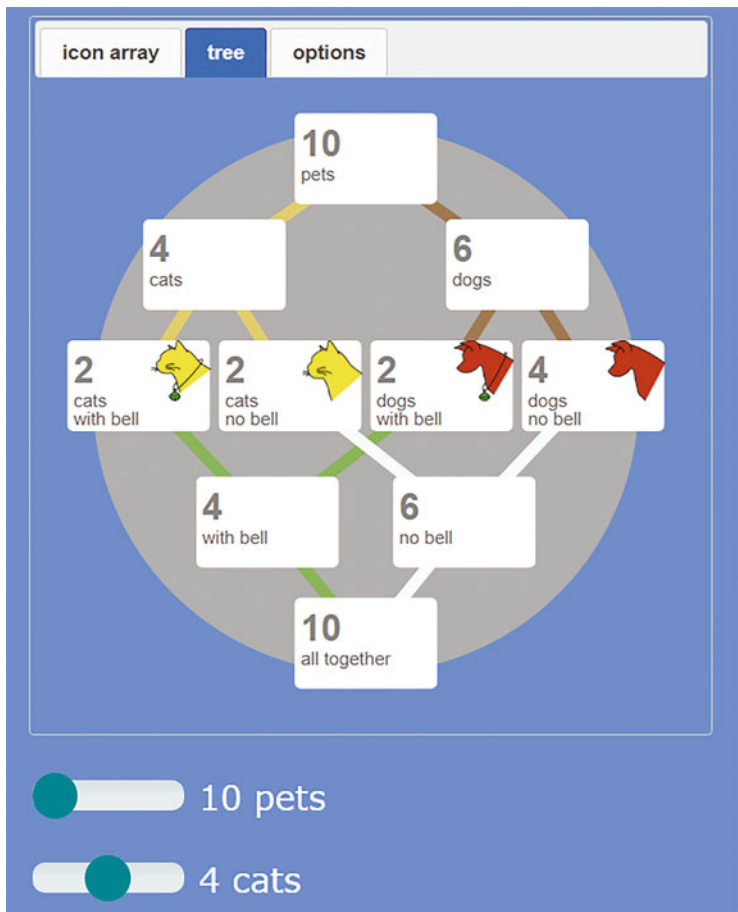 icon array tree options
10
pets
4
cats
6
dogs
2
cats
with bell
2
cats
no bell
2
dogs
with bell
4
dogs
no bell
4
with bell
6
no bell
10
all together
10 pets
4 cats